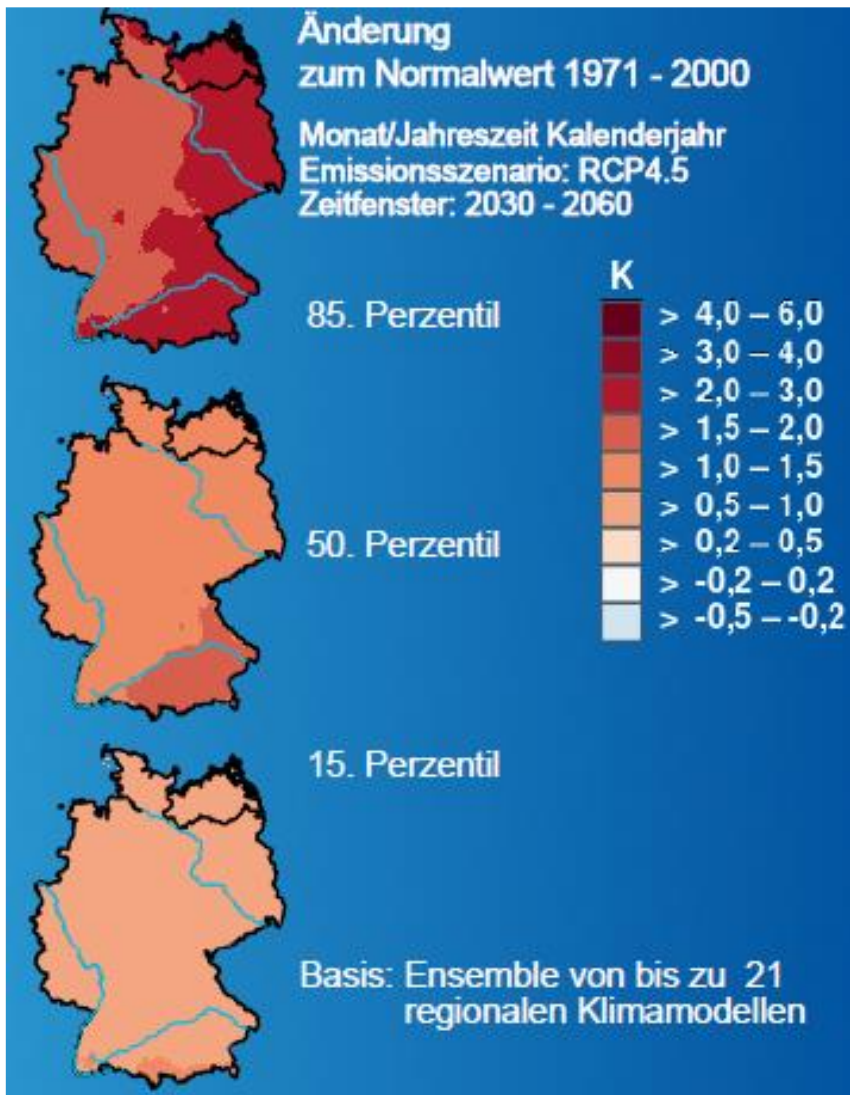 Änderung
zum Normalwert 1971 - 2000
Monat/Jahreszeit Kalenderjahr
Emissionsszenario: RCP4.5
Zeitfenster: 2030 - 2060
K
> 4,0 – 6,0
> 3,0 – 4,0
> 2,0 – 3,0
> 1,5 – 2,0
> 1,0 – 1,5
> 0,5 – 1,0
> 0,2 – 0,5
> -0,2 – 0,2
> -0,5 – -0,2
85. Perzentil
50. Perzentil
15. Perzentil
Basis: Ensemble von bis zu 21
regionalen Klimamodellen